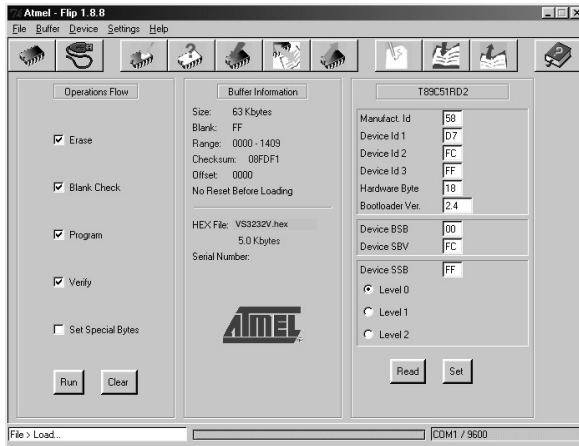 Atmel - Flip 1.8.8
File Buffer Device Settings Help
Operations Flow
Erase
Blank Check
Program
Verify
Set Special Bytes
Run Clear
Buffer Information
Size: 63 Kbytes
Blank: FF
Range: 0000 - 1409
Checksum: 08FDF1
Offset: 0000
No Reset Before Loading
HEX File: VS3232V.hex
5.0 Kbytes
Serial Number:
ATMEL
T89C51RD2
Manufact. Id 58
Device Id 1 D7
Device Id 2 FC
Device Id 3 FF
Hardware Byte 18
Bootloader Ver. 2.4
Device BSB 00
Device SBV FC
Device SSB FF
Level 0
Level 1
Level 2
Read Set
File > Load...
COM1 / 9600